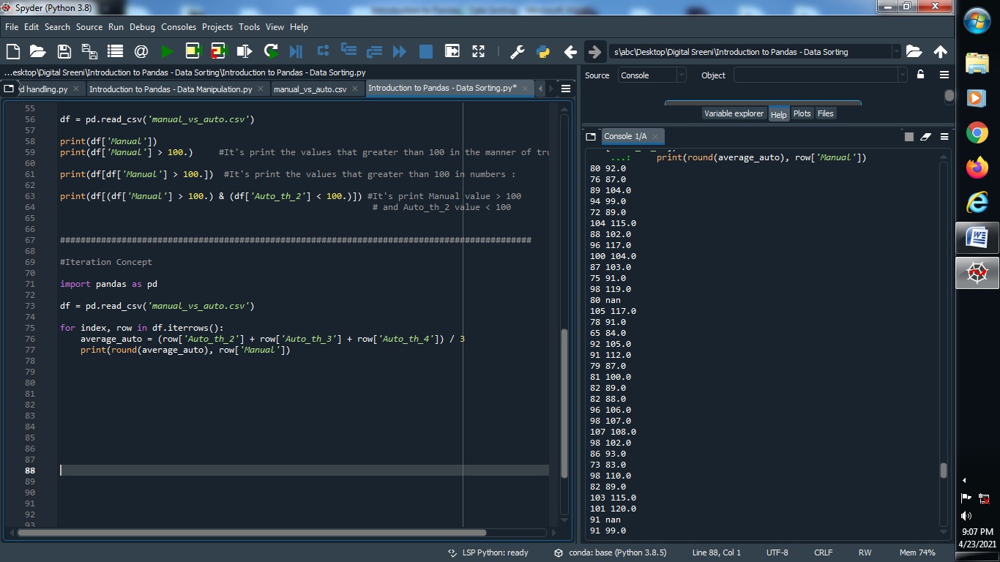 Spyder (Python 3.8)
File Edit Search Source Run Debug Consoles Projects Tools View Help
s\abc\Desktop\Digital Sreeni\Introduction to Pandas - Data Sorting
...esktop\Digital Sreeni\Introduction to Pandas - Data Sorting\Introduction to Pandas - Data Sorting.py
d handling.py Introduction to Pandas - Data Manipulation.py manual_vs_auto.csv Introduction to Pandas - Data Sorting.py*
55
56 df = pd.read_csv('manual_vs_auto.csv')
57
58 print(df['Manual'])
59 print(df['Manual'] > 100.)     #It's print the values that greater than 100 in the manner of tru
60
61 print(df[df['Manual'] > 100.])  #It's print the values that greater than 100 in numbers :
62
63 print(df[(df['Manual'] > 100.) & (df['Auto_th_2'] < 100.)]) #It's print Manual value > 100
64 # and Auto_th_2 value < 100
65
66
67 ############################################################################################
68
69 #Iteration Concept
70
71 import pandas as pd
72
73 df = pd.read_csv('manual_vs_auto.csv')
74
75 for index, row in df.iterrows():
76     average_auto = (row['Auto_th_2'] + row['Auto_th_3'] + row['Auto_th_4']) / 3
77     print(round(average_auto), row['Manual'])
78
79
80
81
82
83
84
85
86
87
88
89
90
91
92
93
Source Console Object
Variable explorer Help Plots Files
Console 1/A
...:     print(round(average_auto), row['Manual'])
80 92.0
76 87.0
89 104.0
94 99.0
72 89.0
104 115.0
88 102.0
96 117.0
100 104.0
87 103.0
75 91.0
98 119.0
80 nan
105 117.0
78 91.0
65 84.0
92 105.0
91 112.0
79 87.0
81 100.0
82 89.0
82 88.0
96 106.0
98 107.0
107 108.0
98 102.0
86 93.0
73 83.0
98 110.0
82 89.0
103 115.0
101 120.0
91 nan
91 99.0
LSP Python: ready conda: base (Python 3.8.5) Line 88, Col 1 UTF-8 CRLF RW Mem 74%
9:07 PM
4/23/2021